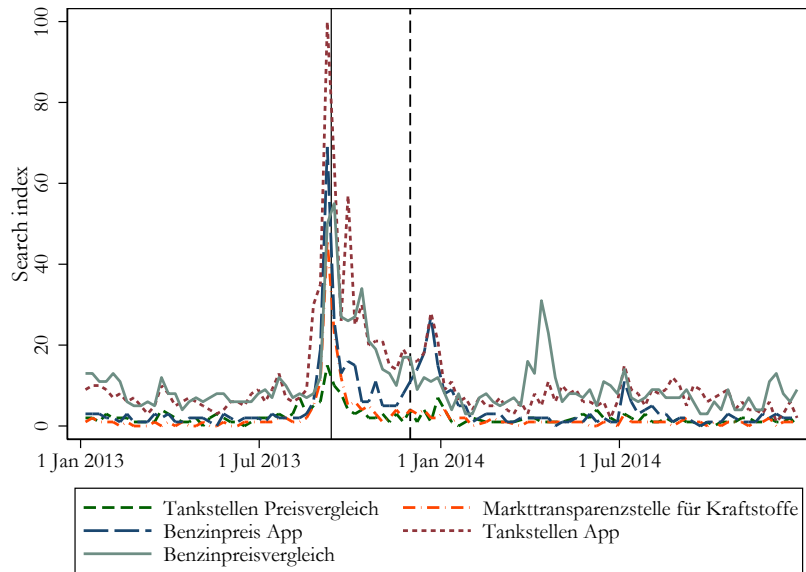 100
80
60
40
20
0
Search index
1 Jan 2013
1 Jul 2013
1 Jan 2014
1 Jul 2014
Tankstellen Preisvergleich
Markttransparenzstelle für Kraftstoffe
Benzinpreis App
Tankstellen App
Benzinpreisvergleich